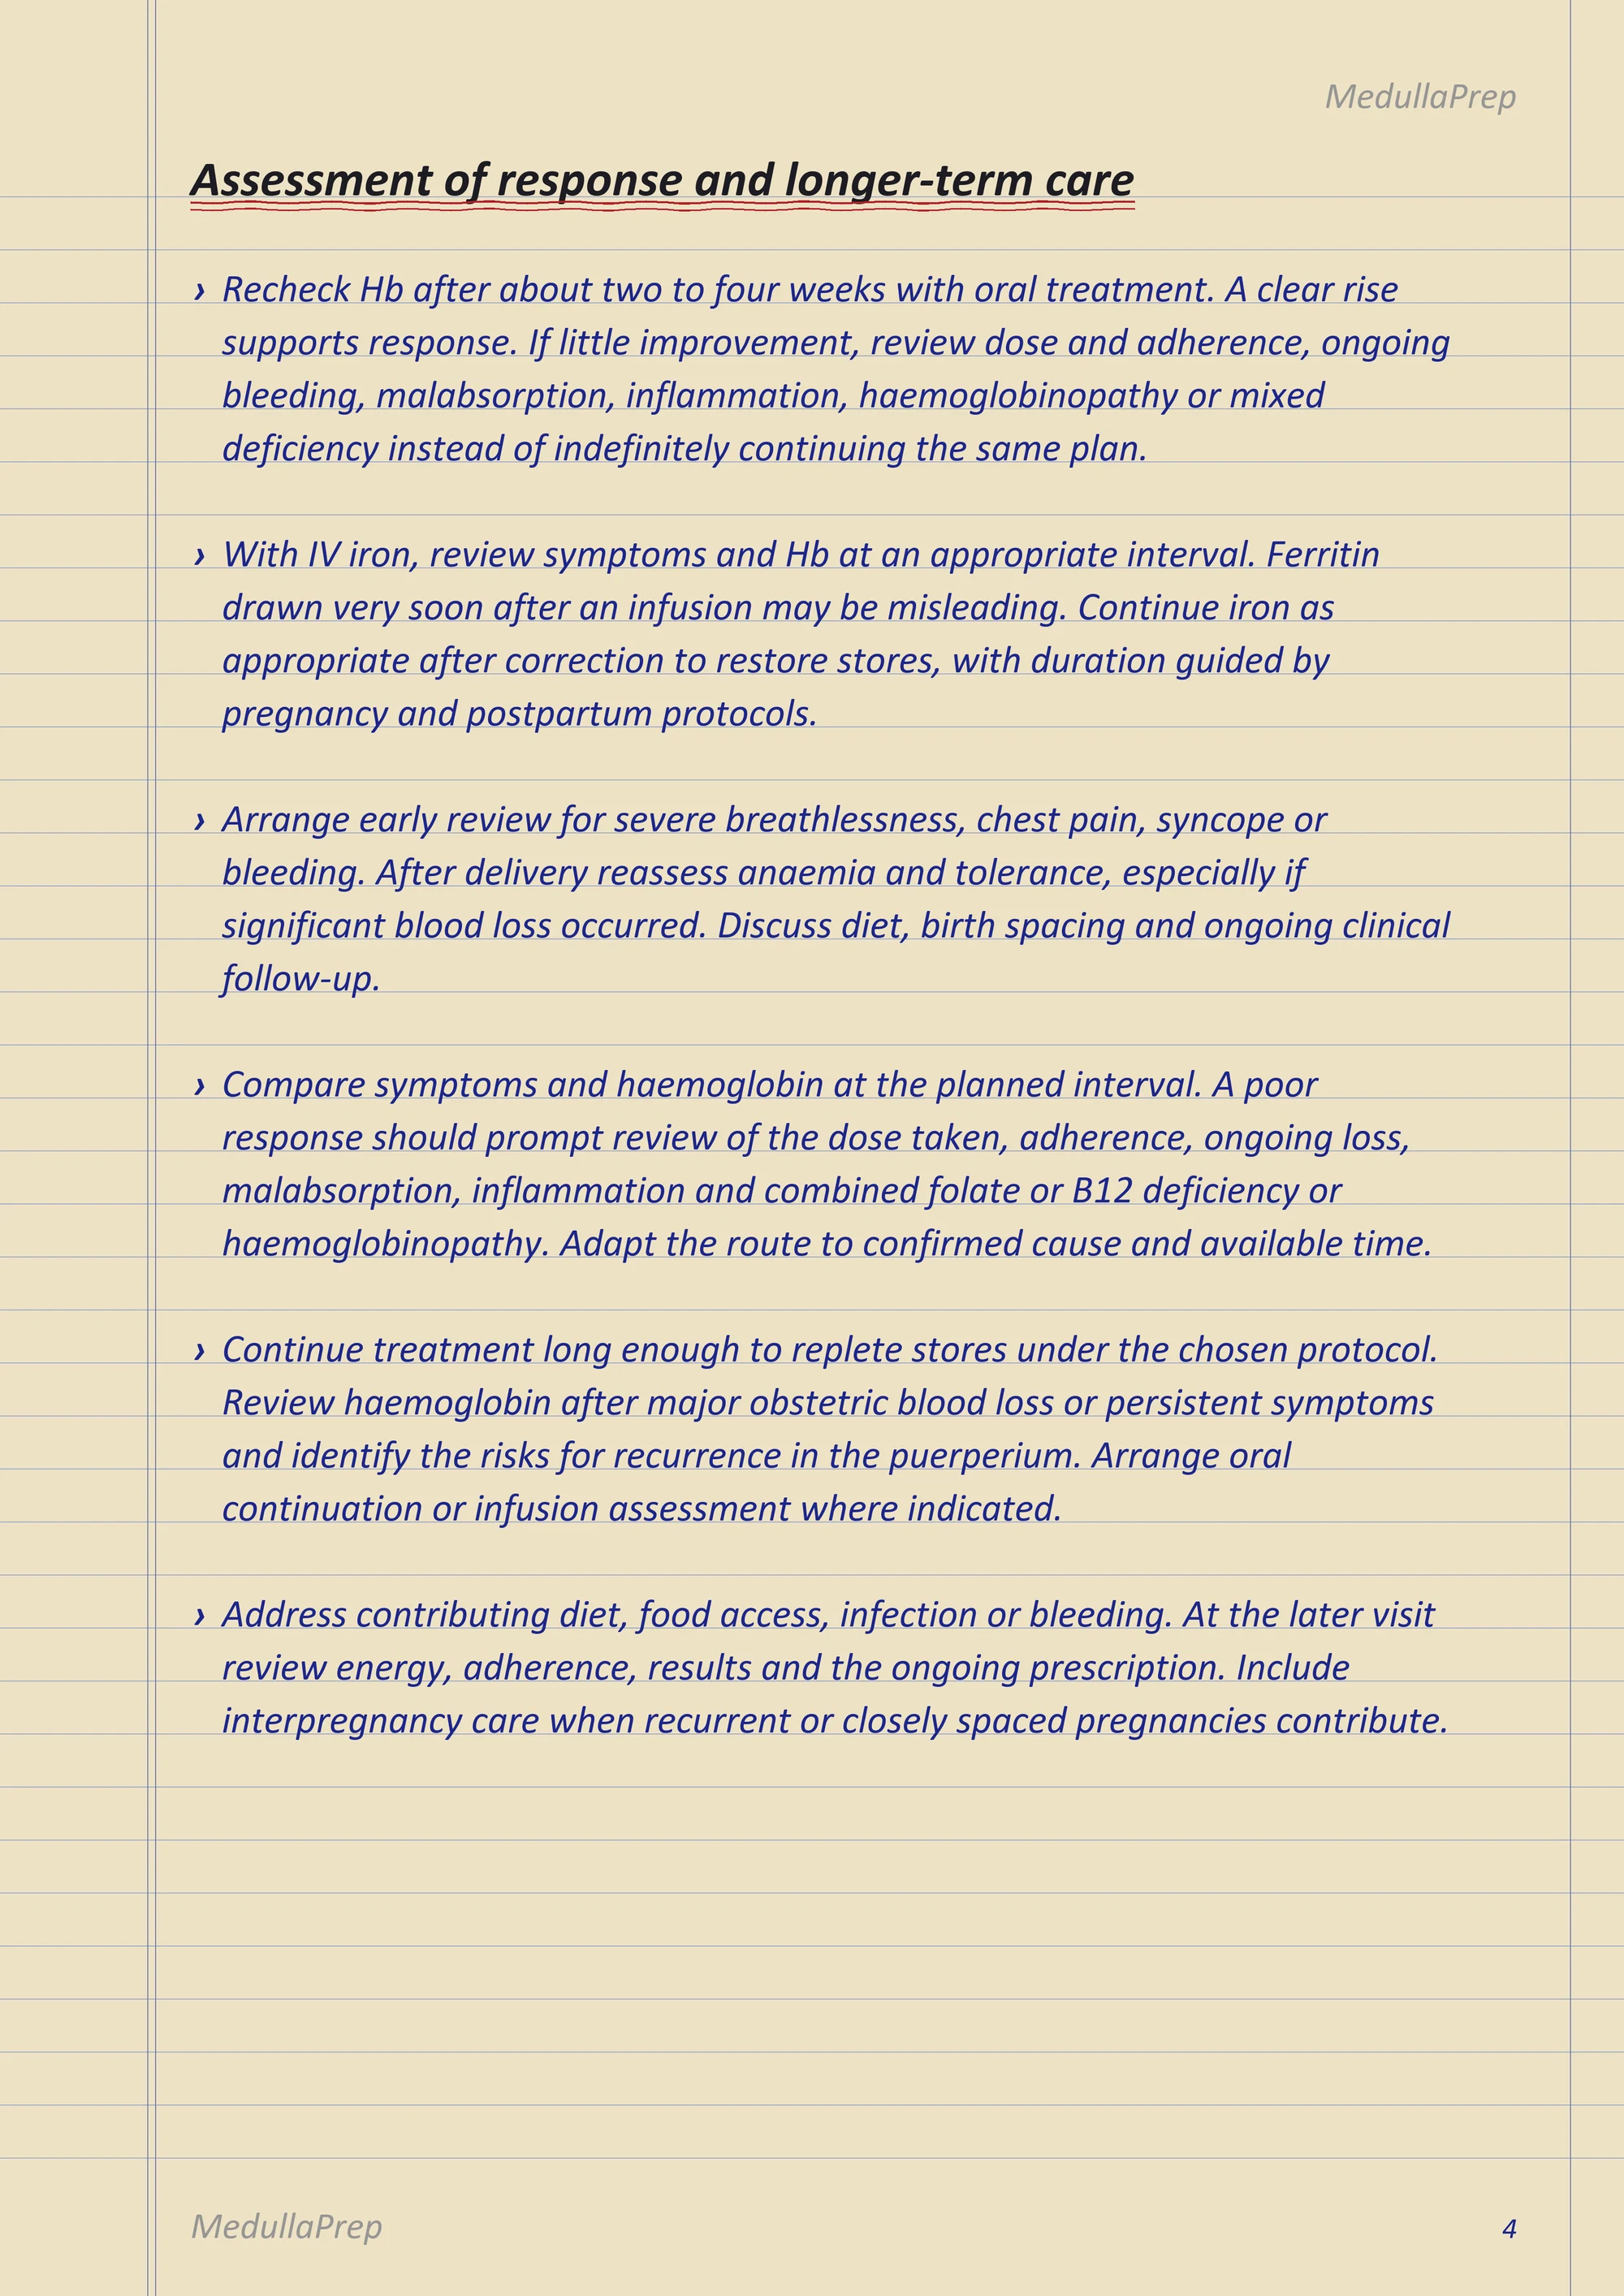 MedullaPrep
Assessment of response and longer-term care
› Recheck Hb after about two to four weeks with oral treatment. A clear rise
supports response. If little improvement, review dose and adherence, ongoing
bleeding, malabsorption, inflammation, haemoglobinopathy or mixed
deficiency instead of indefinitely continuing the same plan.
› With IV iron, review symptoms and Hb at an appropriate interval. Ferritin
drawn very soon after an infusion may be misleading. Continue iron as
appropriate after correction to restore stores, with duration guided by
pregnancy and postpartum protocols.
› Arrange early review for severe breathlessness, chest pain, syncope or
bleeding. After delivery reassess anaemia and tolerance, especially if
significant blood loss occurred. Discuss diet, birth spacing and ongoing clinical
follow-up.
› Compare symptoms and haemoglobin at the planned interval. A poor
response should prompt review of the dose taken, adherence, ongoing loss,
malabsorption, inflammation and combined folate or B12 deficiency or
haemoglobinopathy. Adapt the route to confirmed cause and available time.
› Continue treatment long enough to replete stores under the chosen protocol.
Review haemoglobin after major obstetric blood loss or persistent symptoms
and identify the risks for recurrence in the puerperium. Arrange oral
continuation or infusion assessment where indicated.
› Address contributing diet, food access, infection or bleeding. At the later visit
review energy, adherence, results and the ongoing prescription. Include
interpregnancy care when recurrent or closely spaced pregnancies contribute.
MedullaPrep
4